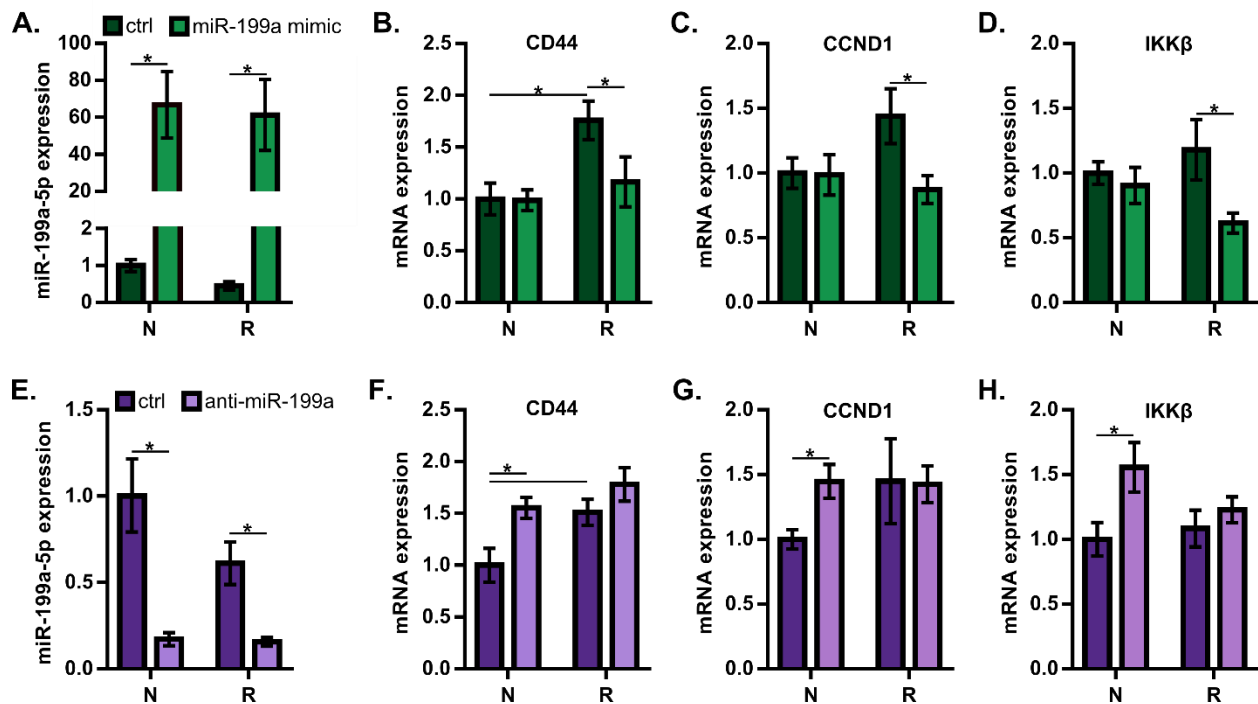 A.
ctrl miR-199a mimic
miR-199a-5p expression
100
80
60
40
20
2
1
0
* *
N R
B.
CD44
mRNA expression
2.5
2.0
1.5
1.0
0.5
0.0
* *
N R
C.
CCND1
mRNA expression
2.0
1.5
1.0
0.5
0.0
*
N R
D.
IKKβ
mRNA expression
2.0
1.5
1.0
0.5
0.0
*
N R
E.
ctrl anti-miR-199a
miR-199a-5p expression
1.5
1.0
0.5
0.0
* *
N R
F.
CD44
mRNA expression
2.5
2.0
1.5
1.0
0.5
0.0
*
N R
G.
CCND1
mRNA expression
2.0
1.5
1.0
0.5
0.0
*
N R
H.
IKKβ
mRNA expression
2.0
1.5
1.0
0.5
0.0
*
N R